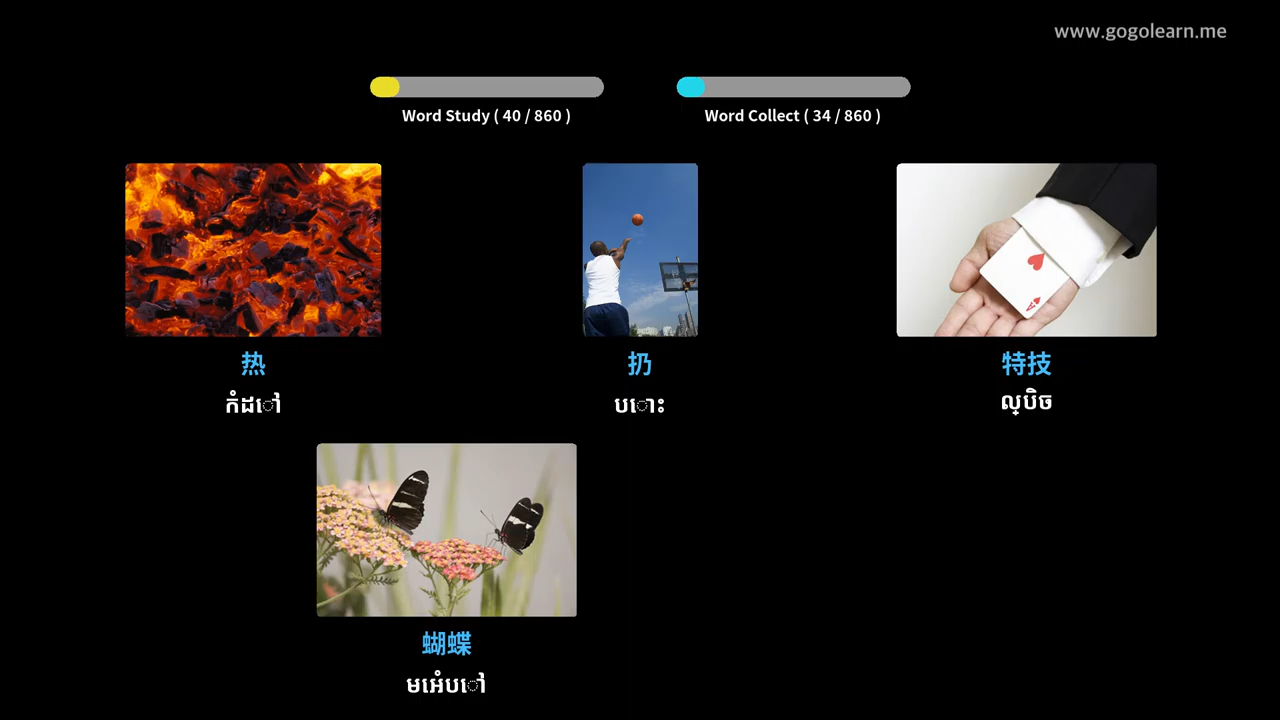 www.gogolearn.me
Word Study ( 40 / 860 )
Word Collect ( 34 / 860 )
热
កំដៅ
扔
បោះ
特技
ល្បិច
蝴蝶
មអំបៅ